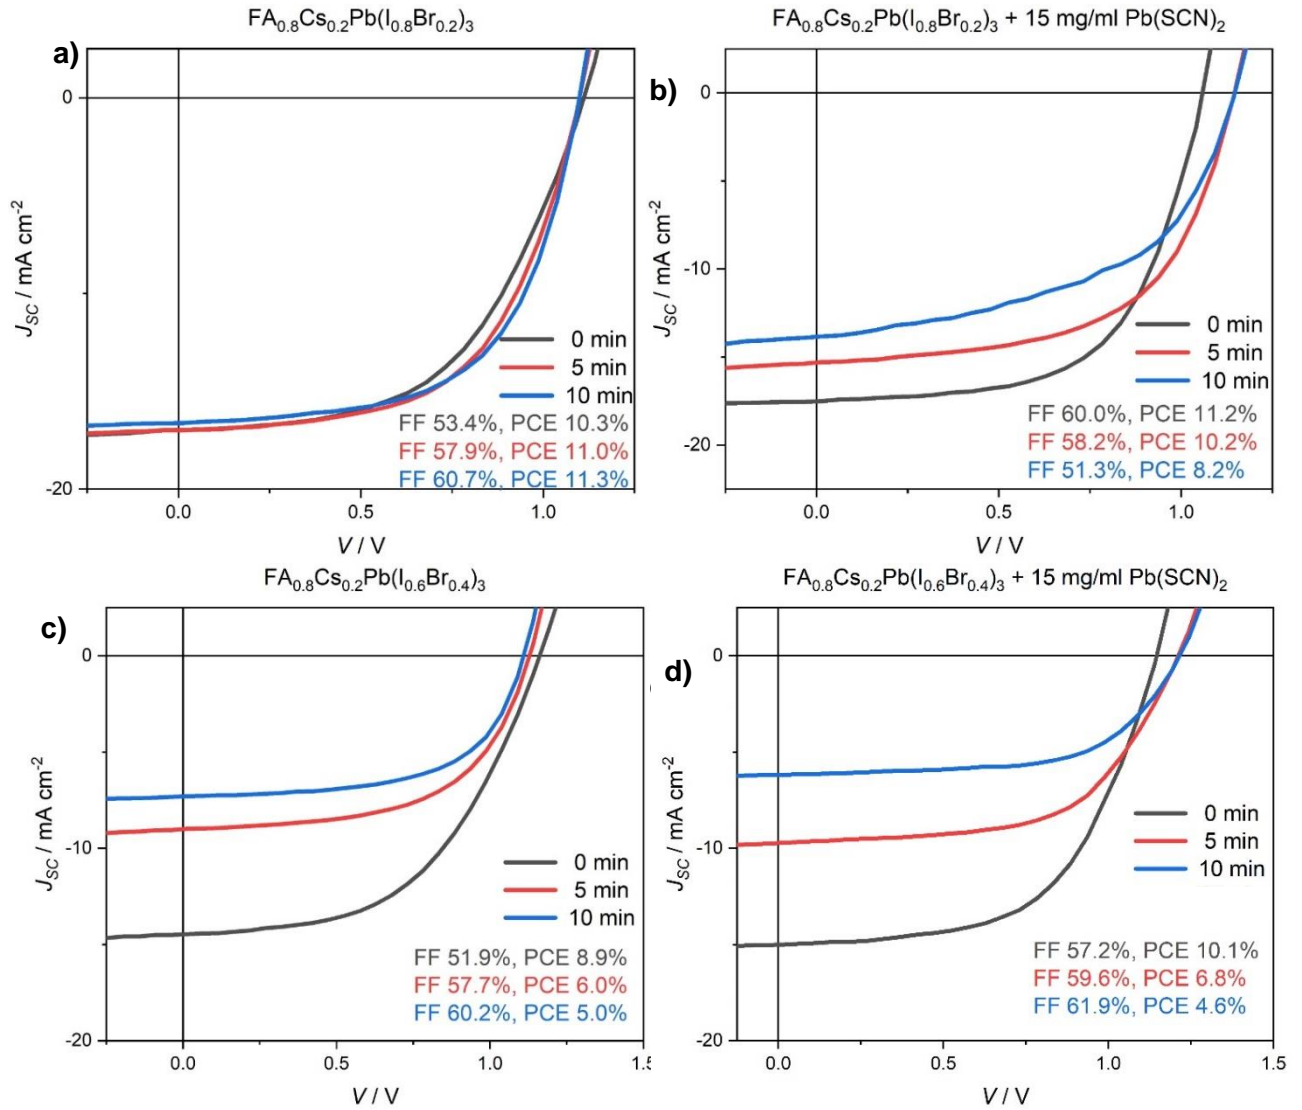 FA0.8Cs0.2Pb(I0.8Br0.2)3
a)
0
-20
JSC / mA cm-2
0 min
5 min
10 min
FF 53.4%, PCE 10.3%
FF 57.9%, PCE 11.0%
FF 60.7%, PCE 11.3%
0.0 0.5 1.0
V / V
FA0.8Cs0.2Pb(I0.8Br0.2)3 + 15 mg/ml Pb(SCN)2
b)
0
-10
-20
JSC / mA cm-2
0 min
5 min
10 min
FF 60.0%, PCE 11.2%
FF 58.2%, PCE 10.2%
FF 51.3%, PCE 8.2%
0.0 0.5 1.0
V / V
FA0.8Cs0.2Pb(I0.6Br0.4)3
c)
0
-10
-20
JSC / mA cm-2
0 min
5 min
10 min
FF 51.9%, PCE 8.9%
FF 57.7%, PCE 6.0%
FF 60.2%, PCE 5.0%
0.0 0.5 1.0 1.5
V / V
FA0.8Cs0.2Pb(I0.6Br0.4)3 + 15 mg/ml Pb(SCN)2
d)
0
-10
-20
JSC / mA cm-2
0 min
5 min
10 min
FF 57.2%, PCE 10.1%
FF 59.6%, PCE 6.8%
FF 61.9%, PCE 4.6%
0.0 0.5 1.0 1.5
V / V